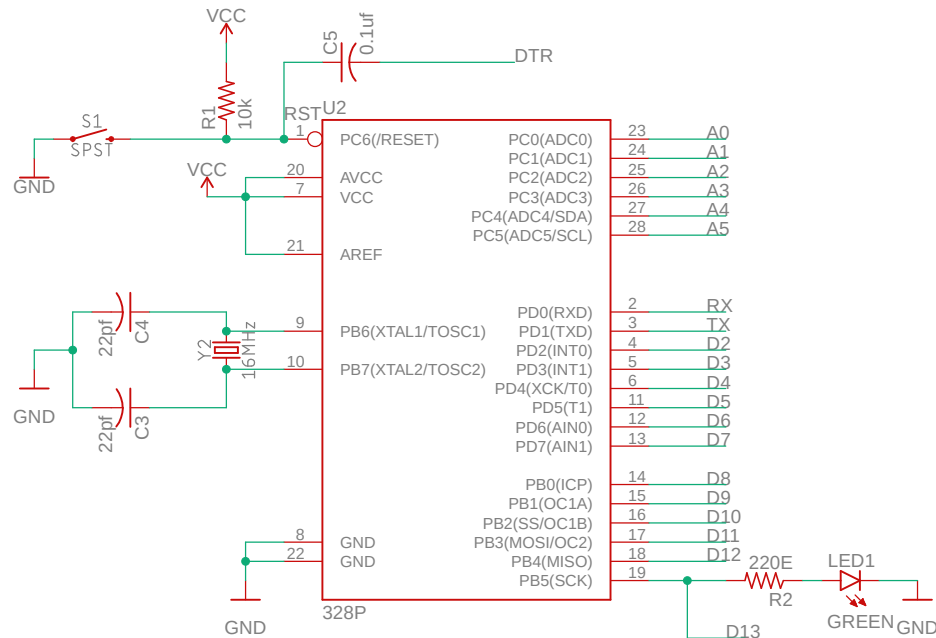 VCC
C5
0.1uf
DTR
R1
10k
RST
U2
S1
SPST
GND
1
PC6(/RESET)
VCC
20
AVCC
7
VCC
21
AREF
PC0(ADC0)
23
A0
PC1(ADC1)
24
A1
PC2(ADC2)
25
A2
PC3(ADC3)
26
A3
PC4(ADC4/SDA)
27
A4
PC5(ADC5/SCL)
28
A5
22pf
C4
9
PB6(XTAL1/TOSC1)
Y2
16MHz
10
PB7(XTAL2/TOSC2)
GND
22pf
C3
PD0(RXD)
2
RX
PD1(TXD)
3
TX
PD2(INT0)
4
D2
PD3(INT1)
5
D3
PD4(XCK/T0)
6
D4
PD5(T1)
11
D5
PD6(AIN0)
12
D6
PD7(AIN1)
13
D7
PB0(ICP)
14
D8
PB1(OC1A)
15
D9
PB2(SS/OC1B)
16
D10
PB3(MOSI/OC2)
17
D11
PB4(MISO)
18
D12
PB5(SCK)
19
8
GND
22
GND
GND
328P
220E
R2
LED1
GREEN
GND
D13